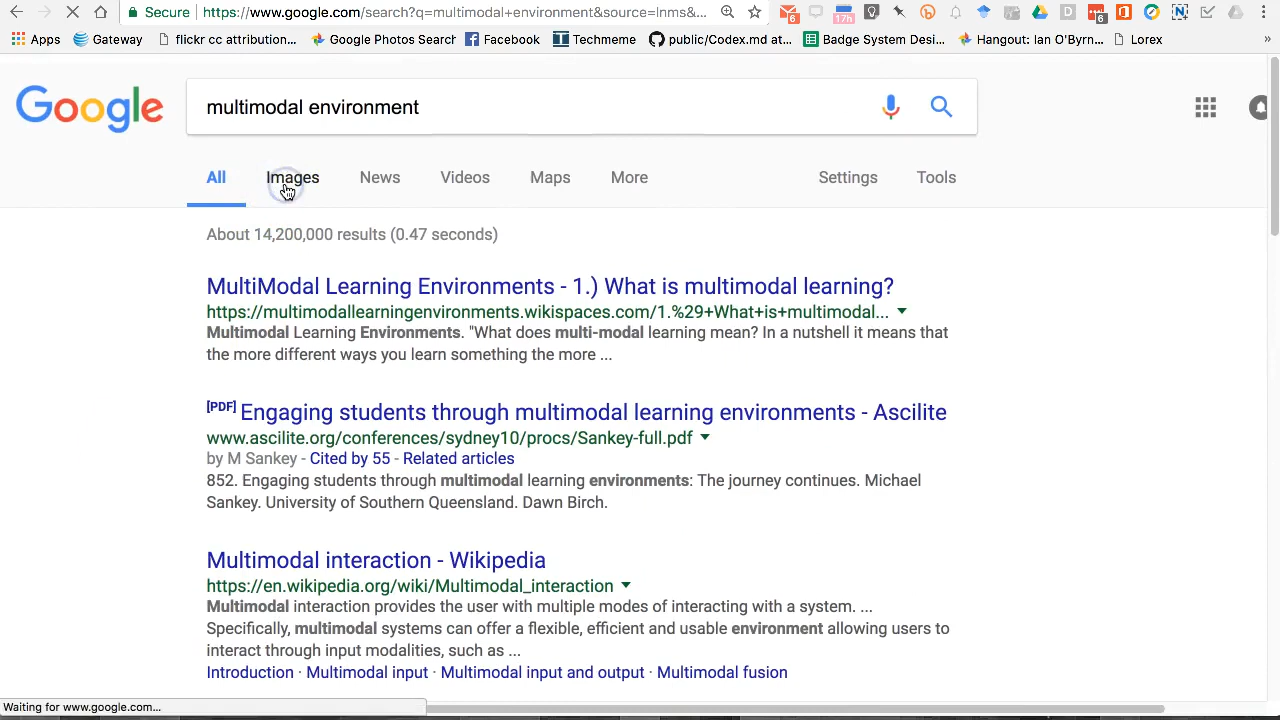 Secure https://www.google.com/search?q=multimodal+environment&source=lnms&...
6 17h 6
Apps Gateway flickr cc attribution... Google Photos Search Facebook Techmeme public/Codex.md at... Badge System Desi... Hangout: Ian O'Byrn... Lorex »
Google multimodal environment
All Images News Videos Maps More Settings Tools
About 14,200,000 results (0.47 seconds)
MultiModal Learning Environments - 1.) What is multimodal learning?
https://multimodallearningenvironments.wikispaces.com/1.%29+What+is+multimodal...
Multimodal Learning Environments. "What does multi-modal learning mean? In a nutshell it means that
the more different ways you learn something the more ...
[PDF] Engaging students through multimodal learning environments - Ascilite
www.ascilite.org/conferences/sydney10/procs/Sankey-full.pdf
by M Sankey - Cited by 55 - Related articles
852. Engaging students through multimodal learning environments: The journey continues. Michael
Sankey. University of Southern Queensland. Dawn Birch.
Multimodal interaction - Wikipedia
https://en.wikipedia.org/wiki/Multimodal_interaction
Multimodal interaction provides the user with multiple modes of interacting with a system. ...
Specifically, multimodal systems can offer a flexible, efficient and usable environment allowing users to
interact through input modalities, such as ...
Introduction · Multimodal input · Multimodal input and output · Multimodal fusion
Waiting for www.google.com...